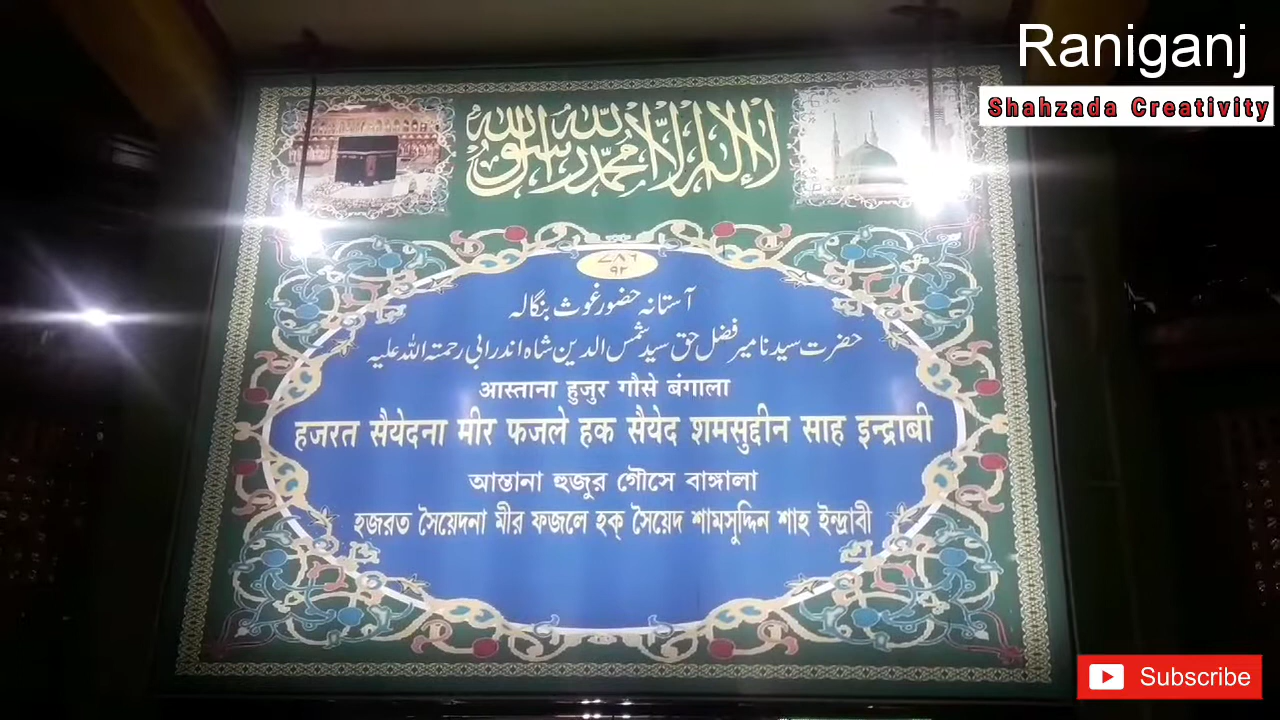 Raniganj
Shahzada Creativity
لا إله إلا الله محمد رسول الله
۷۸۶
۹۲
آستانہ حضور غوث بنگالہ
حضرت سیدنا میر فضل حق سید شمس الدین شاہ اندرابی رحمتہ اللہ علیہ
आस्ताना हुजुर गौसे बंगाला
हजरत सैयेदना मीर फजले हक सैयेद शमसुद्दीन साह इन्द्राबी
আস্তানা হুজুর গৌসে বাঙ্গালা
হজরত সৈয়েদনা মীর ফজলে হক্ সৈয়েদ শামসুদ্দিন শাহ ইন্দ্রাবী
Subscribe